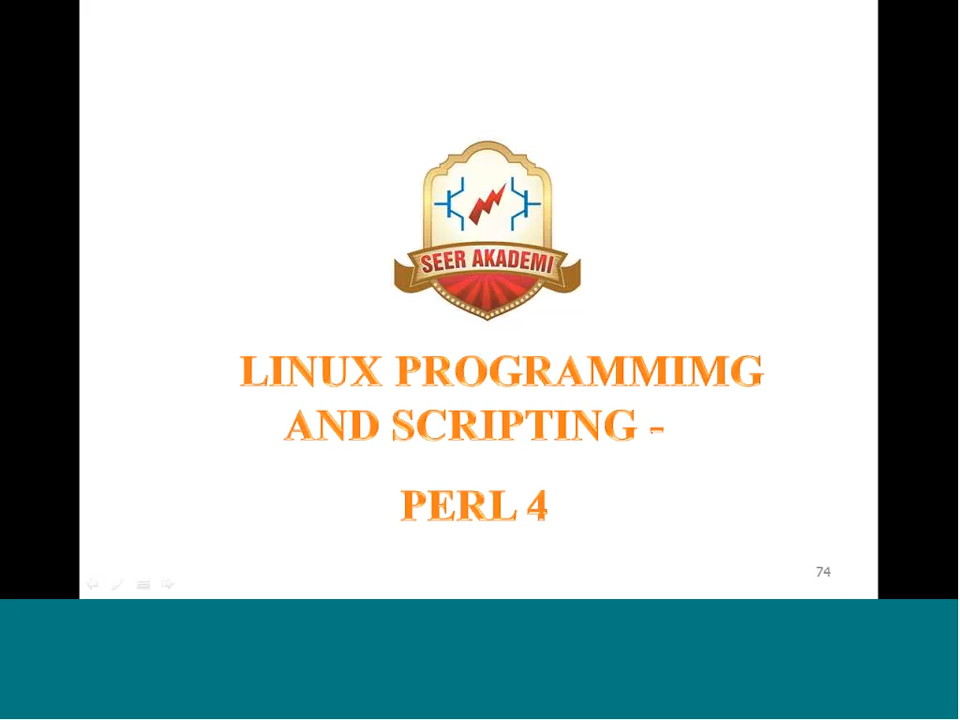 SEER AKADEMI
LINUX PROGRAMMIMG
AND SCRIPTING -
PERL 4
74